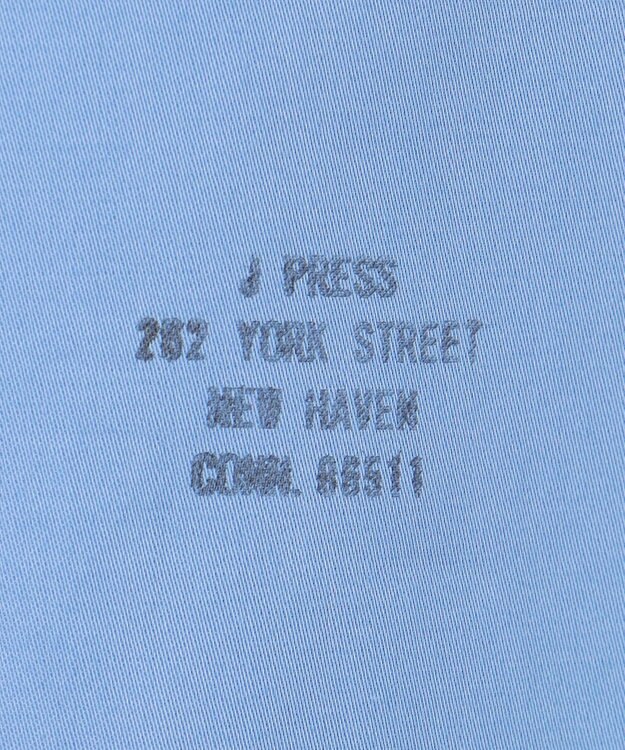 J PRESS
262 YORK STREET
NEW HAVEN
CONN. 06511